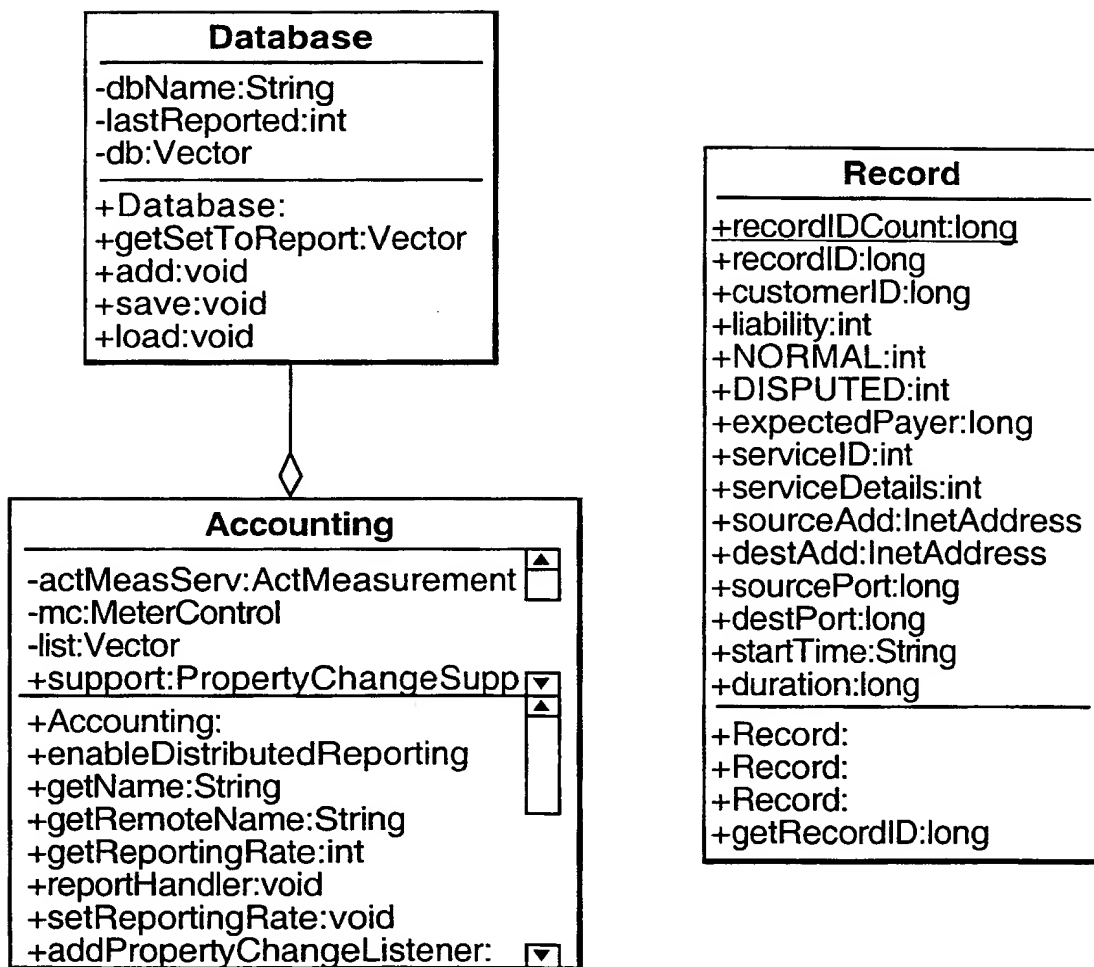 Database
-dbName:String
-lastReported:int
-db:Vector
+Database:
+getSetToReport:Vector
+add:void
+save:void
+load:void
Accounting
-actMeasServ:ActMeasurement
-mc:MeterControl
-list:Vector
+support:PropertyChangeSupp
+Accounting:
+enableDistributedReporting
+getName:String
+getRemoteName:String
+getReportingRate:int
+reportHandler:void
+setReportingRate:void
+addPropertyChangeListener:
Record
+recordIDCount:long
+recordID:long
+customerID:long
+liability:int
+NORMAL:int
+DISPUTED:int
+expectedPayer:long
+serviceID:int
+serviceDetails:int
+sourceAdd:InetAddress
+destAdd:InetAddress
+sourcePort:long
+destPort:long
+startTime:String
+duration:long
+Record:
+Record:
+Record:
+getRecordID:long